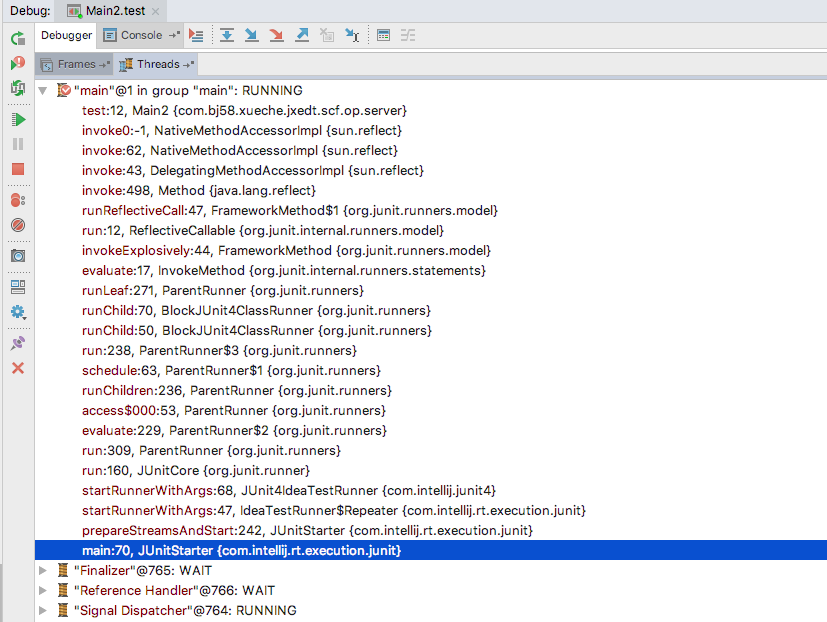 Debug: Main2.test
Debugger Console
Frames Threads
"main"@1 in group "main": RUNNING
test:12, Main2 {com.bj58.xueche.jxedt.scf.op.server}
invoke0:-1, NativeMethodAccessorImpl {sun.reflect}
invoke:62, NativeMethodAccessorImpl {sun.reflect}
invoke:43, DelegatingMethodAccessorImpl {sun.reflect}
invoke:498, Method {java.lang.reflect}
runReflectiveCall:47, FrameworkMethod$1 {org.junit.runners.model}
run:12, ReflectiveCallable {org.junit.internal.runners.model}
invokeExplosively:44, FrameworkMethod {org.junit.runners.model}
evaluate:17, InvokeMethod {org.junit.internal.runners.statements}
runLeaf:271, ParentRunner {org.junit.runners}
runChild:70, BlockJUnit4ClassRunner {org.junit.runners}
runChild:50, BlockJUnit4ClassRunner {org.junit.runners}
run:238, ParentRunner$3 {org.junit.runners}
schedule:63, ParentRunner$1 {org.junit.runners}
runChildren:236, ParentRunner {org.junit.runners}
access$000:53, ParentRunner {org.junit.runners}
evaluate:229, ParentRunner$2 {org.junit.runners}
run:309, ParentRunner {org.junit.runners}
run:160, JUnitCore {org.junit.runner}
startRunnerWithArgs:68, JUnit4IdeaTestRunner {com.intellij.junit4}
startRunnerWithArgs:47, IdeaTestRunner$Repeater {com.intellij.rt.execution.junit}
prepareStreamsAndStart:242, JUnitStarter {com.intellij.rt.execution.junit}
main:70, JUnitStarter {com.intellij.rt.execution.junit}
"Finalizer"@765: WAIT
"Reference Handler"@766: WAIT
"Signal Dispatcher"@764: RUNNING